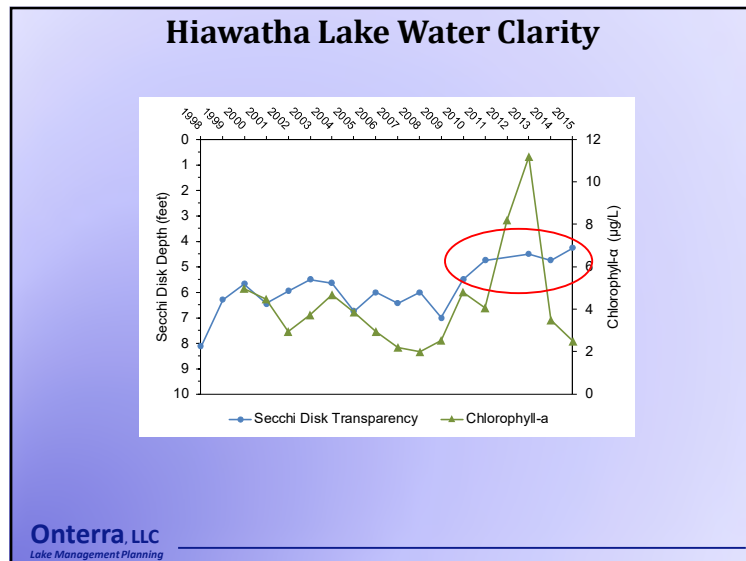 Hiawatha Lake Water Clarity
1998 1999 2000 2001 2002 2003 2004 2005 2006 2007 2008 2009 2010 2011 2012 2013 2014 2015
Secchi Disk Depth (feet)
0
1
2
3
4
5
6
7
8
9
10
12
10
8
6
4
2
0
Chlorophyll-α (µg/L)
Secchi Disk Transparency Chlorophyll-a
Onterra, LLC
Lake Management Planning